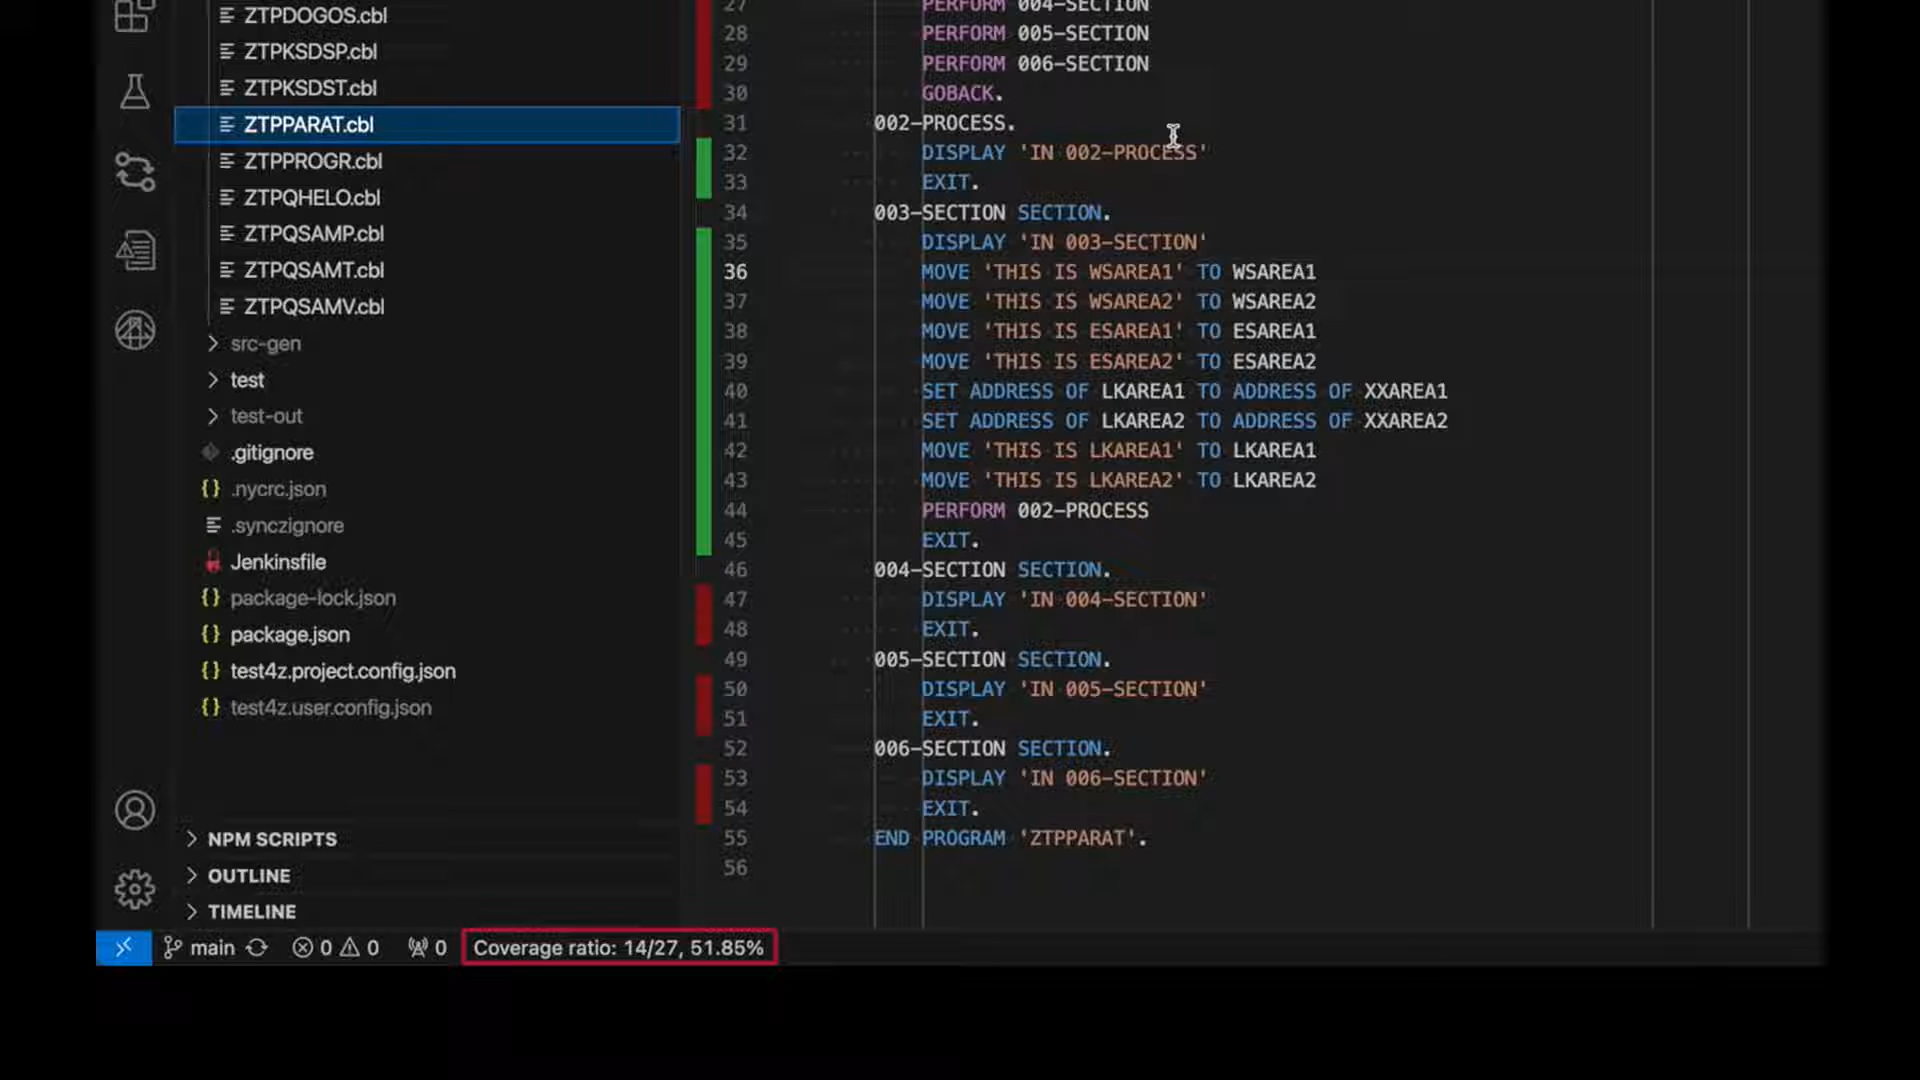 ZTPDOGOS.cbl
ZTPKSDSP.cbl
ZTPKSDST.cbl
ZTPPARAT.cbl
ZTPPROGR.cbl
ZTPQHELO.cbl
ZTPQSAMP.cbl
ZTPQSAMT.cbl
ZTPQSAMV.cbl
src-gen
test
test-out
.gitignore
.nycrc.json
.synczignore
Jenkinsfile
package-lock.json
package.json
test4z.project.config.json
test4z.user.config.json
NPM SCRIPTS
OUTLINE
TIMELINE
27 PERFORM 004-SECTION
28 PERFORM 005-SECTION
29 PERFORM 006-SECTION
30 GOBACK.
31 002-PROCESS.
32 DISPLAY 'IN 002-PROCESS'
33 EXIT.
34 003-SECTION SECTION.
35 DISPLAY 'IN 003-SECTION'
36 MOVE 'THIS IS WSAREA1' TO WSAREA1
37 MOVE 'THIS IS WSAREA2' TO WSAREA2
38 MOVE 'THIS IS ESAREA1' TO ESAREA1
39 MOVE 'THIS IS ESAREA2' TO ESAREA2
40 SET ADDRESS OF LKAREA1 TO ADDRESS OF XXAREA1
41 SET ADDRESS OF LKAREA2 TO ADDRESS OF XXAREA2
42 MOVE 'THIS IS LKAREA1' TO LKAREA1
43 MOVE 'THIS IS LKAREA2' TO LKAREA2
44 PERFORM 002-PROCESS
45 EXIT.
46 004-SECTION SECTION.
47 DISPLAY 'IN 004-SECTION'
48 EXIT.
49 005-SECTION SECTION.
50 DISPLAY 'IN 005-SECTION'
51 EXIT.
52 006-SECTION SECTION.
53 DISPLAY 'IN 006-SECTION'
54 EXIT.
55 END PROGRAM 'ZTPPARAT'.
56
main 0 0 0 Coverage ratio: 14/27, 51.85%